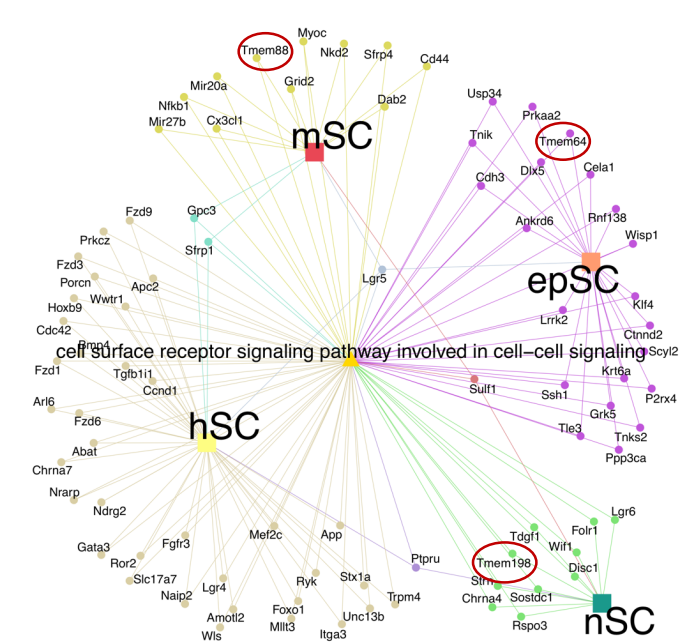 Myoc
Tmem88
Nkd2
Sfrp4
Cd44
Mir20a
Grid2
Usp34
Nfkb1
Dab2
Prkaa2
Mir27b
Cx3cl1
mSC
Tnik
Tmem64
Dlx5
Cela1
Cdh3
Fzd9
Gpc3
Ankrd6
Rnf138
Prkcz
Sfrp1
Wisp1
Fzd3
Lgr5
epSC
Porcn
Apc2
Wwtr1
Hoxb9
Klf4
Cdc42
Lrrk2
Ctnnd2
Bmp4
cell surface receptor signaling pathway involved in cell–cell signaling
Scyl2
Fzd1
Tgfb1i1
Krt6a
Ccnd1
Sulf1
Ssh1
P2rx4
Arl6
Grk5
Fzd6
hSC
Tle3
Tnks2
Abat
Ppp3ca
Chrna7
Nrarp
Ndrg2
Lgr6
Mef2c
App
Tdgf1
Folr1
Gata3
Fgfr3
Wif1
Ror2
Ptpru
Tmem198
Disc1
Slc17a7
Lgr4
Ryk
Stx1a
Naip2
Trpm4
Chrna4
Sostdc1
Amotl2
Foxo1
Unc13b
Rspo3
nSC
Wls
Mllt3
Itga3